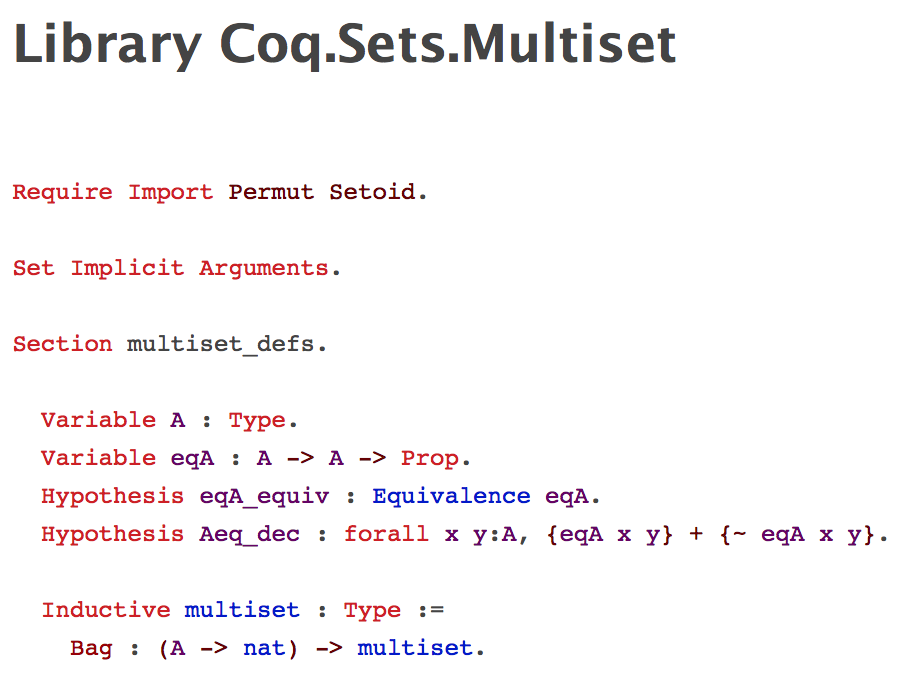 Library Coq.Sets.Multiset
Require Import Permut Setoid.
Set Implicit Arguments.
Section multiset_defs.
Variable A : Type.
Variable eqA : A -> A -> Prop.
Hypothesis eqA_equiv : Equivalence eqA.
Hypothesis Aeq_dec : forall x y:A, {eqA x y} + {~ eqA x y}.
Inductive multiset : Type :=
Bag : (A -> nat) -> multiset.